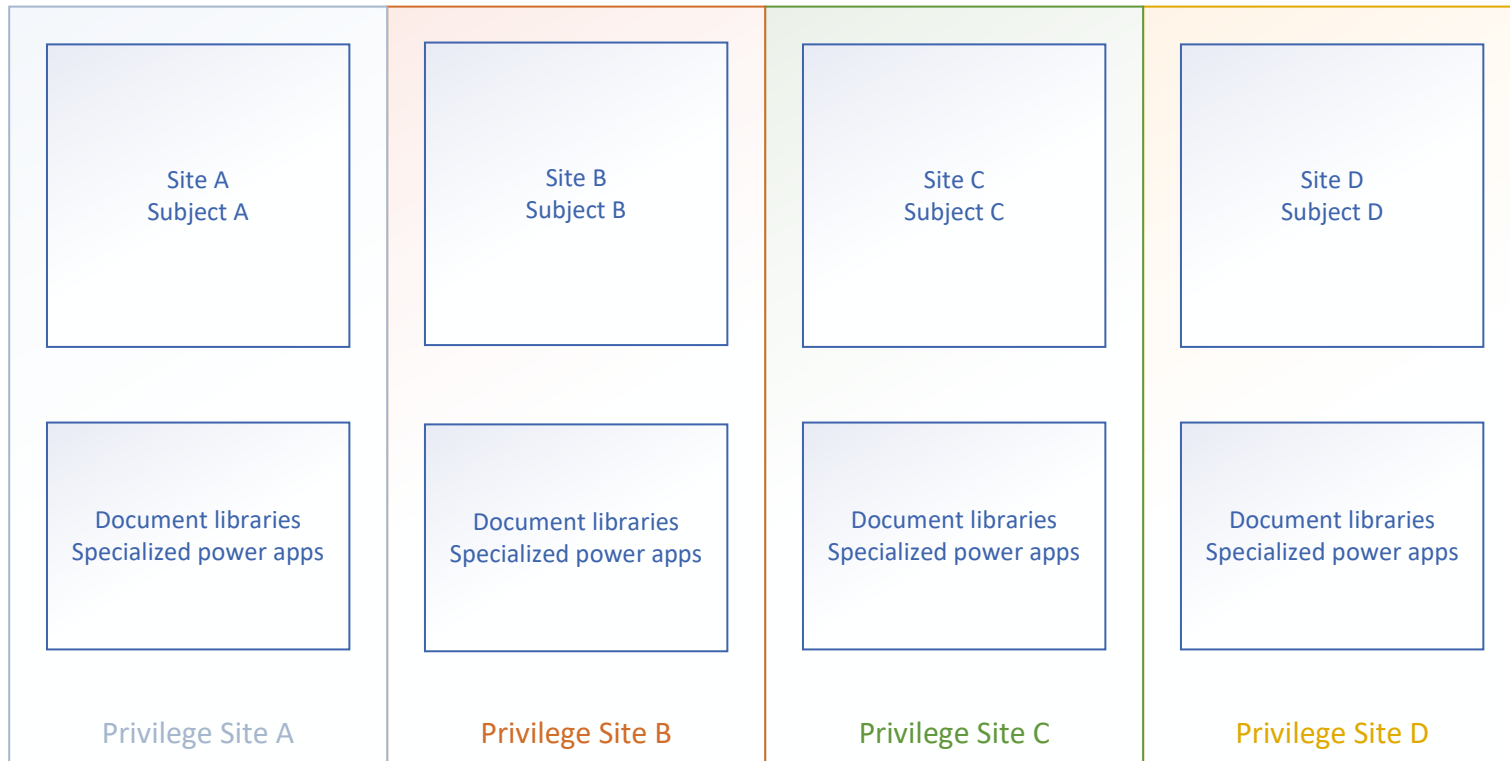 Site A
Subject A
Site B
Subject B
Site C
Subject C
Site D
Subject D
Document libraries
Specialized power apps
Document libraries
Specialized power apps
Document libraries
Specialized power apps
Document libraries
Specialized power apps
Privilege Site A
Privilege Site B
Privilege Site C
Privilege Site D